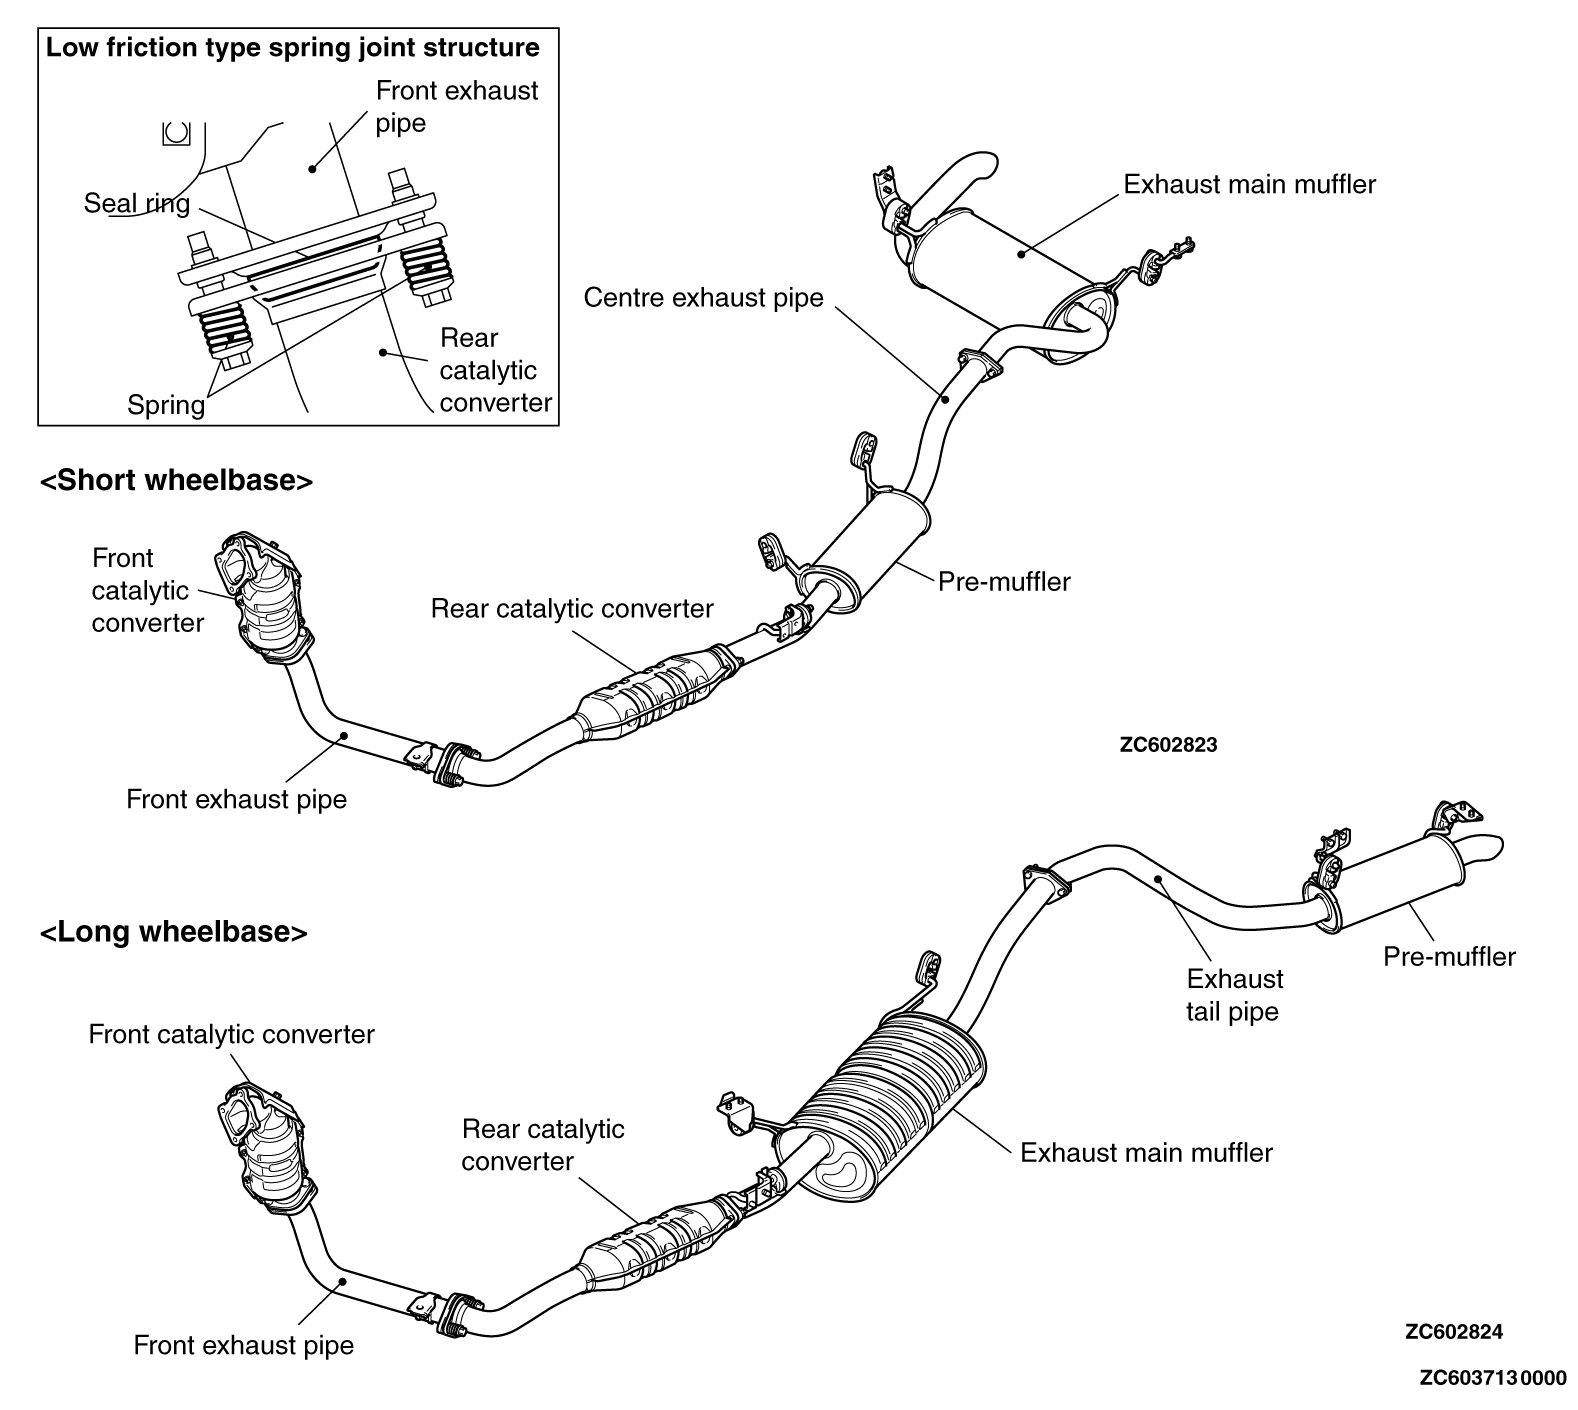 Low friction type spring joint structure
Front exhaust
pipe
Seal ring
Rear
catalytic
converter
Spring
Exhaust main muffler
Centre exhaust pipe
<Short wheelbase>
Front
catalytic
converter
Rear catalytic converter
Pre-muffler
Front exhaust pipe
ZC602823
<Long wheelbase>
Pre-muffler
Exhaust
tail pipe
Front catalytic converter
Rear catalytic
converter
Exhaust main muffler
Front exhaust pipe
ZC602824
ZC6037130000